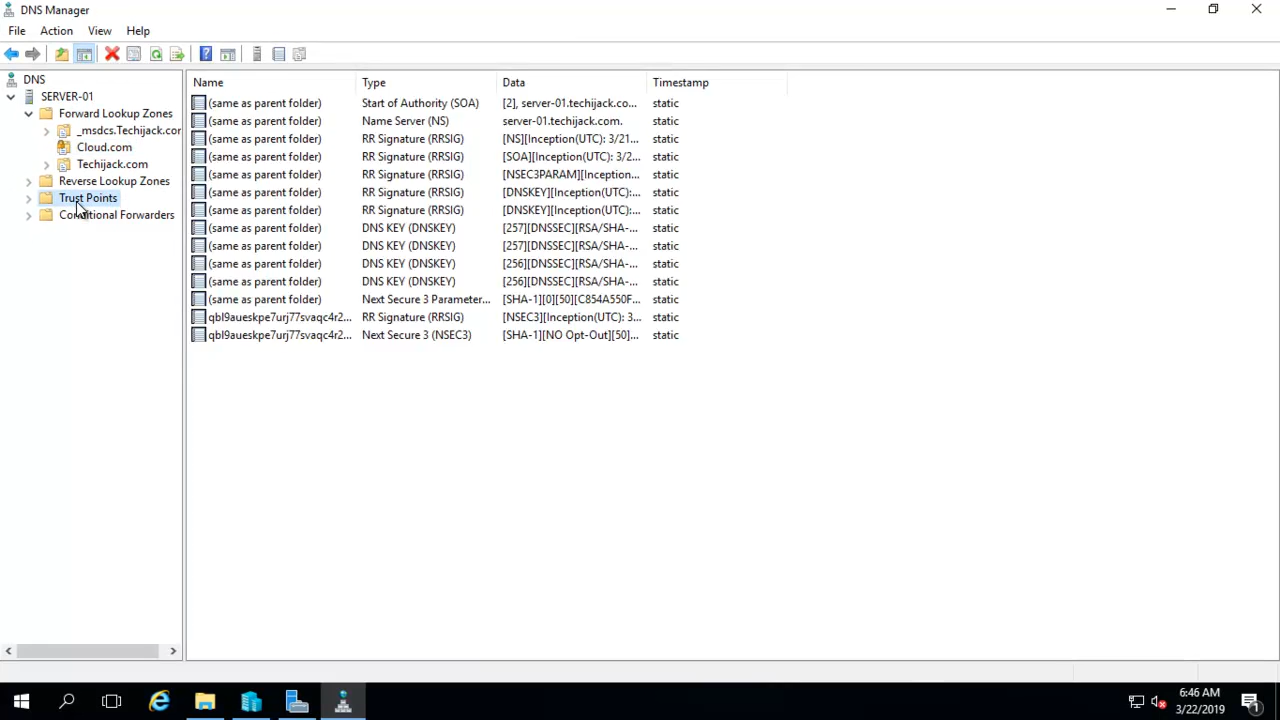 DNS Manager
File Action View Help
DNS
SERVER-01
Forward Lookup Zones
_msdcs.Techijack.cor
Cloud.com
Techijack.com
Reverse Lookup Zones
Trust Points
Conditional Forwarders
Name Type Data Timestamp
(same as parent folder) Start of Authority (SOA) [2], server-01.techijack.co... static
(same as parent folder) Name Server (NS) server-01.techijack.com. static
(same as parent folder) RR Signature (RRSIG) [NS][Inception(UTC): 3/21... static
(same as parent folder) RR Signature (RRSIG) [SOA][Inception(UTC): 3/2... static
(same as parent folder) RR Signature (RRSIG) [NSEC3PARAM][Inception... static
(same as parent folder) RR Signature (RRSIG) [DNSKEY][Inception(UTC):... static
(same as parent folder) RR Signature (RRSIG) [DNSKEY][Inception(UTC):... static
(same as parent folder) DNS KEY (DNSKEY) [257][DNSSEC][RSA/SHA-... static
(same as parent folder) DNS KEY (DNSKEY) [257][DNSSEC][RSA/SHA-... static
(same as parent folder) DNS KEY (DNSKEY) [256][DNSSEC][RSA/SHA-... static
(same as parent folder) DNS KEY (DNSKEY) [256][DNSSEC][RSA/SHA-... static
(same as parent folder) Next Secure 3 Parameter... [SHA-1][0][50][C854A550F... static
qbl9aueskpe7urj77svaqc4r2... RR Signature (RRSIG) [NSEC3][Inception(UTC): 3... static
qbl9aueskpe7urj77svaqc4r2... Next Secure 3 (NSEC3) [SHA-1][NO Opt-Out][50]... static
6:46 AM
3/22/2019
1